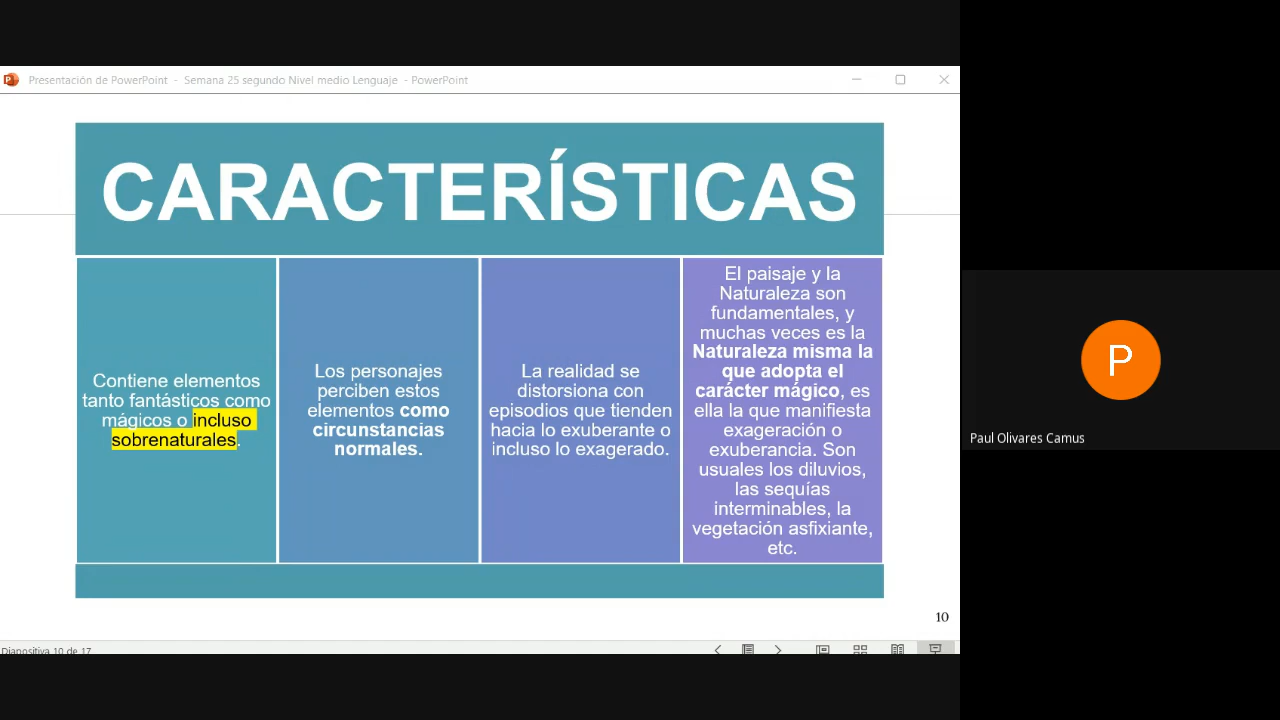 Presentación de PowerPoint - Semana 25 segundo Nivel medio Lenguaje - PowerPoint
CARACTERÍSTICAS
Contiene elementos
tanto fantásticos como
mágicos o incluso
sobrenaturales.
Los personajes
perciben estos
elementos como
circunstancias
normales.
La realidad se
distorsiona con
episodios que tienden
hacia lo exuberante o
incluso lo exagerado.
El paisaje y la
Naturaleza son
fundamentales, y
muchas veces es la
Naturaleza misma la
que adopta el
carácter mágico, es
ella la que manifiesta
exageración o
exuberancia. Son
usuales los diluvios,
las sequías
interminables, la
vegetación asfixiante,
etc.
10
Diapositiva 10 de 17
P
Paul Olivares Camus